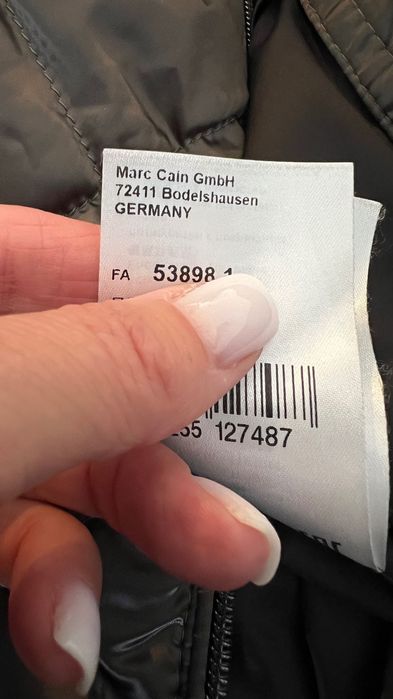 Marc Cain GmbH
72411 Bodelshausen
GERMANY
FA 53898 1
127487